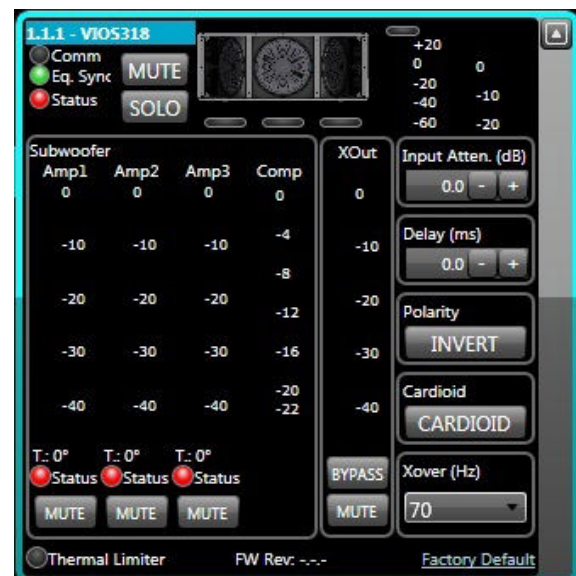 1.1.1 - VIOS318
Comm
Eq. Sync
Status
MUTE
SOLO
+20
0
-20
-40
-60
0
-10
-20
Subwoofer
Amp1 Amp2 Amp3 Comp
0 0 0 0
-10 -10 -10 -4
-8
-20 -20 -20 -12
-30 -30 -30 -16
-40 -40 -40 -20
-22
T.: 0° T.: 0° T.: 0°
Status Status Status
MUTE MUTE MUTE
XOut
0
-10
-20
-30
-40
BYPASS
MUTE
Input Atten. (dB)
0.0 - +
Delay (ms)
0.0 - +
Polarity
INVERT
Cardioid
CARDIOID
Xover (Hz)
70
Thermal Limiter FW Rev: -.-.- Factory Default